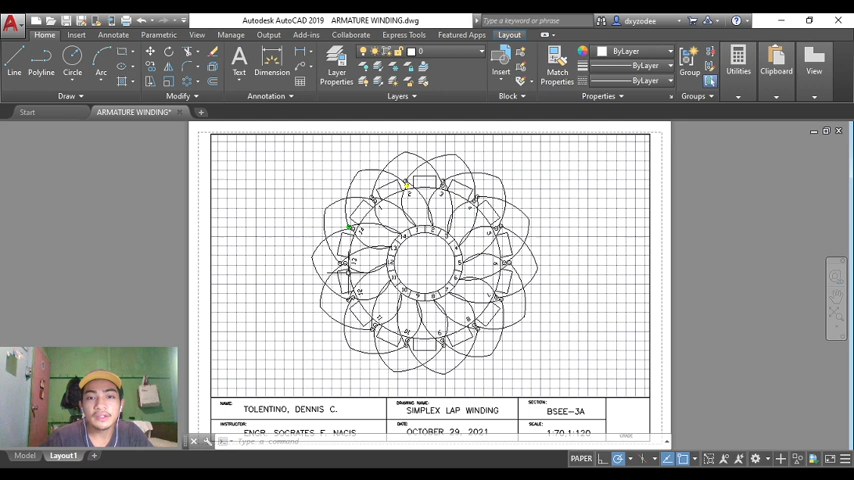 Autodesk AutoCAD 2019 ARMATURE WINDING.dwg
Type a keyword or phrase
dxyzodee
Home Insert Annotate Parametric View Manage Output Add-ins Collaborate Express Tools Featured Apps Layout
Line Polyline Circle Arc
Text Dimension
Layer Properties
0
Insert
Match Properties
ByLayer
ByLayer
ByLayer
Group
Utilities
Clipboard
View
Draw Modify Annotation Layers Block Properties Groups
Start ARMATURE WINDING*
NAME:
TOLENTINO, DENNIS C.
DRAWING NAME:
SIMPLEX LAP WINDING
SECTION:
BSEE-3A
INSTRUCTOR:
ENGR. SOCRATES F. NACIS
DATE:
OCTOBER 29, 2021
SCALE:
1:70,1:120
GRADE
Type a command
Model Layout1
PAPER